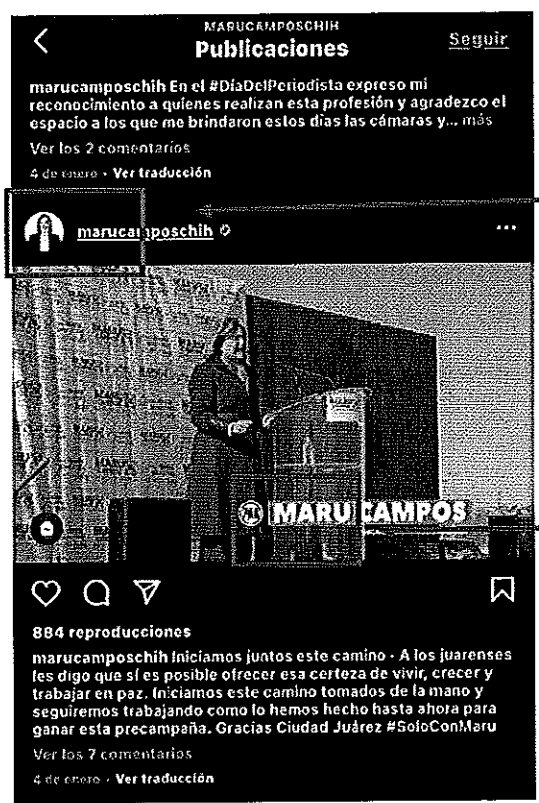 MARUCAMPOSCHIH
Publicaciones
Seguir
marucamposchih En el #DíaDelPeriodista expreso mi
reconocimiento a quienes realizan esta profesión y agradezco el
espacio a los que me brindaron estos días las cámaras y... más
Ver los 2 comentarios
4 de enero • Ver traducción
marucamposchih
MARU CAMPOS
884 reproducciones
marucamposchih Iniciamos juntos este camino - A los juarenses
les digo que sí es posible ofrecer esa certeza de vivir, crecer y
trabajar en paz. Iniciamos este camino tomados de la mano y
seguiremos trabajando como lo hemos hecho hasta ahora para
ganar esta precampaña. Gracias Ciudad Juárez #SoloConMaru
Ver los 7 comentarios
4 de enero • Ver traducción